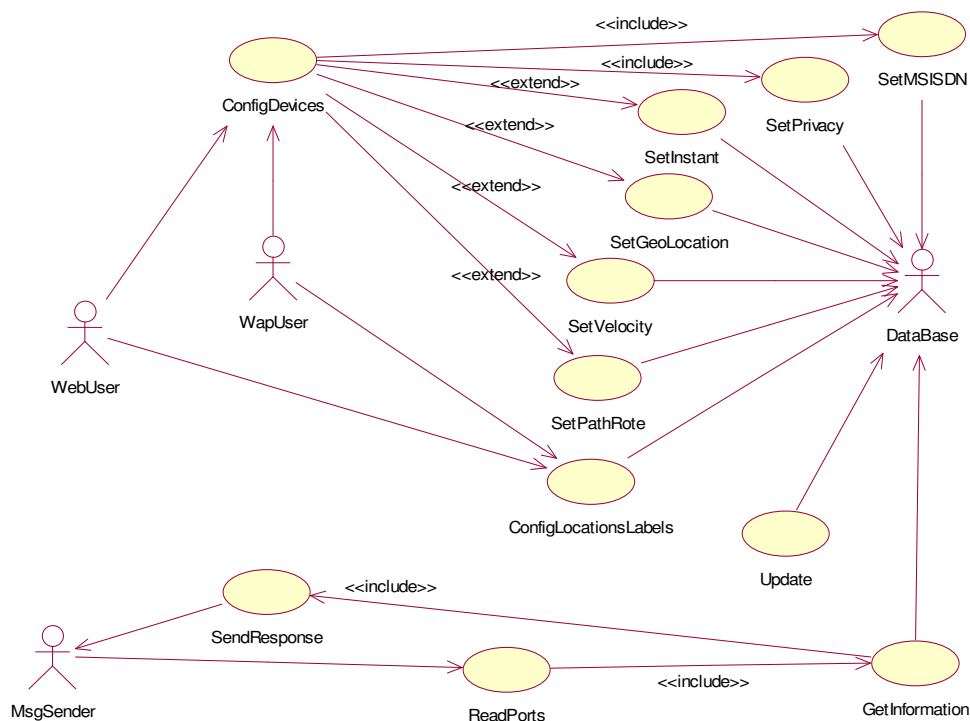 <<include>>
<<include>>
SetMSISDN
<<extend>>
ConfigDevices
SetPrivacy
<<extend>>
SetInstant
<<extend>>
SetGeoLocation
<<extend>>
WapUser
SetVelocity
DataBase
WebUser
SetPathRote
ConfigLocationsLabels
Update
<<include>>
SendResponse
<<include>>
MsgSender
ReadPorts
GetInformation